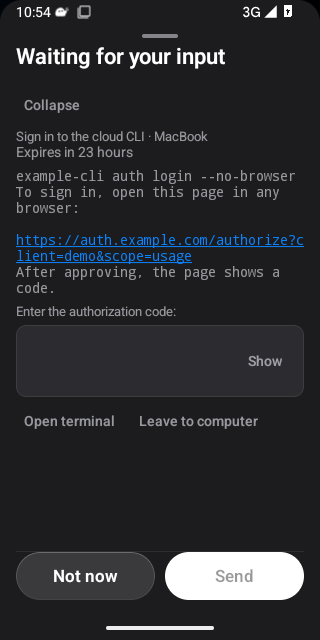 10:54
3G
Waiting for your input
Collapse
Sign in to the cloud CLI · MacBook
Expires in 23 hours
example-cli auth login --no-browser
To sign in, open this page in any
browser:
https://auth.example.com/authorize?c
lient=demo&scope=usage
After approving, the page shows a
code.
Enter the authorization code:
Show
Open terminal
Leave to computer
Not now
Send